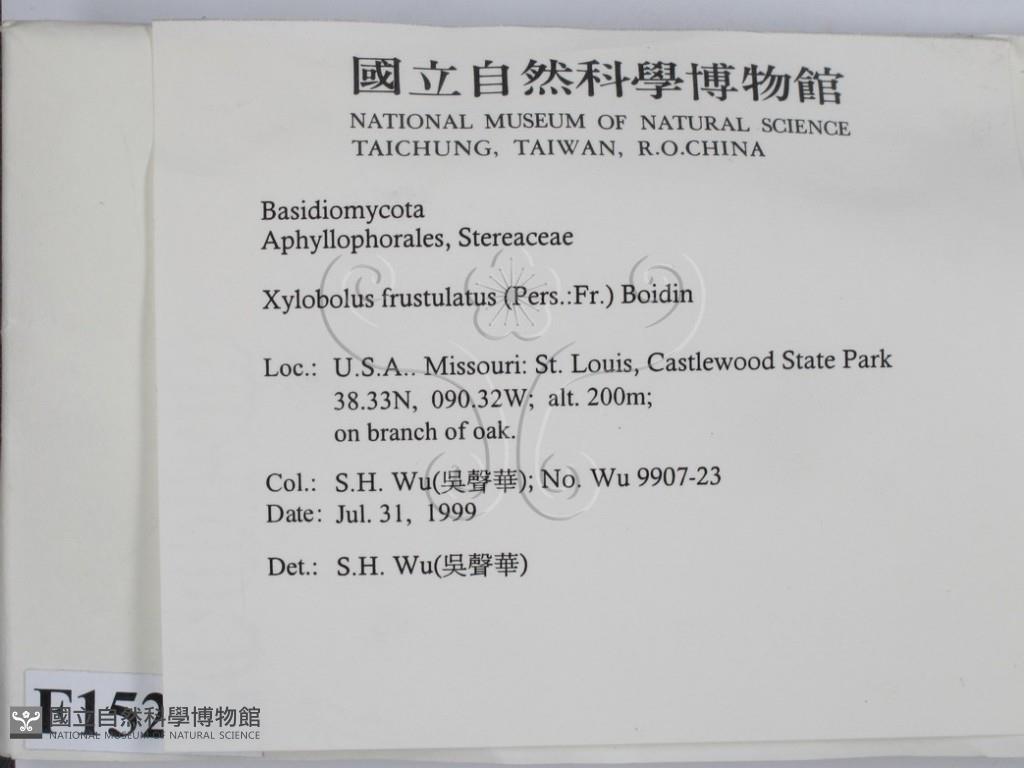 國立自然科學博物館
NATIONAL MUSEUM OF NATURAL SCIENCE
TAICHUNG, TAIWAN, R.O.CHINA
Basidiomycota
Aphyllophorales, Stereaceae
Xylobolus frustulatus (Pers.:Fr.) Boidin
Loc.: U.S.A.. Missouri: St. Louis, Castlewood State Park
38.33N, 090.32W; alt. 200m;
on branch of oak.
Col.: S.H. Wu(吳聲華); No. Wu 9907-23
Date: Jul. 31, 1999
Det.: S.H. Wu(吳聲華)
F152
國立自然科學博物館
NATIONAL MUSEUM OF NATURAL SCIENCE